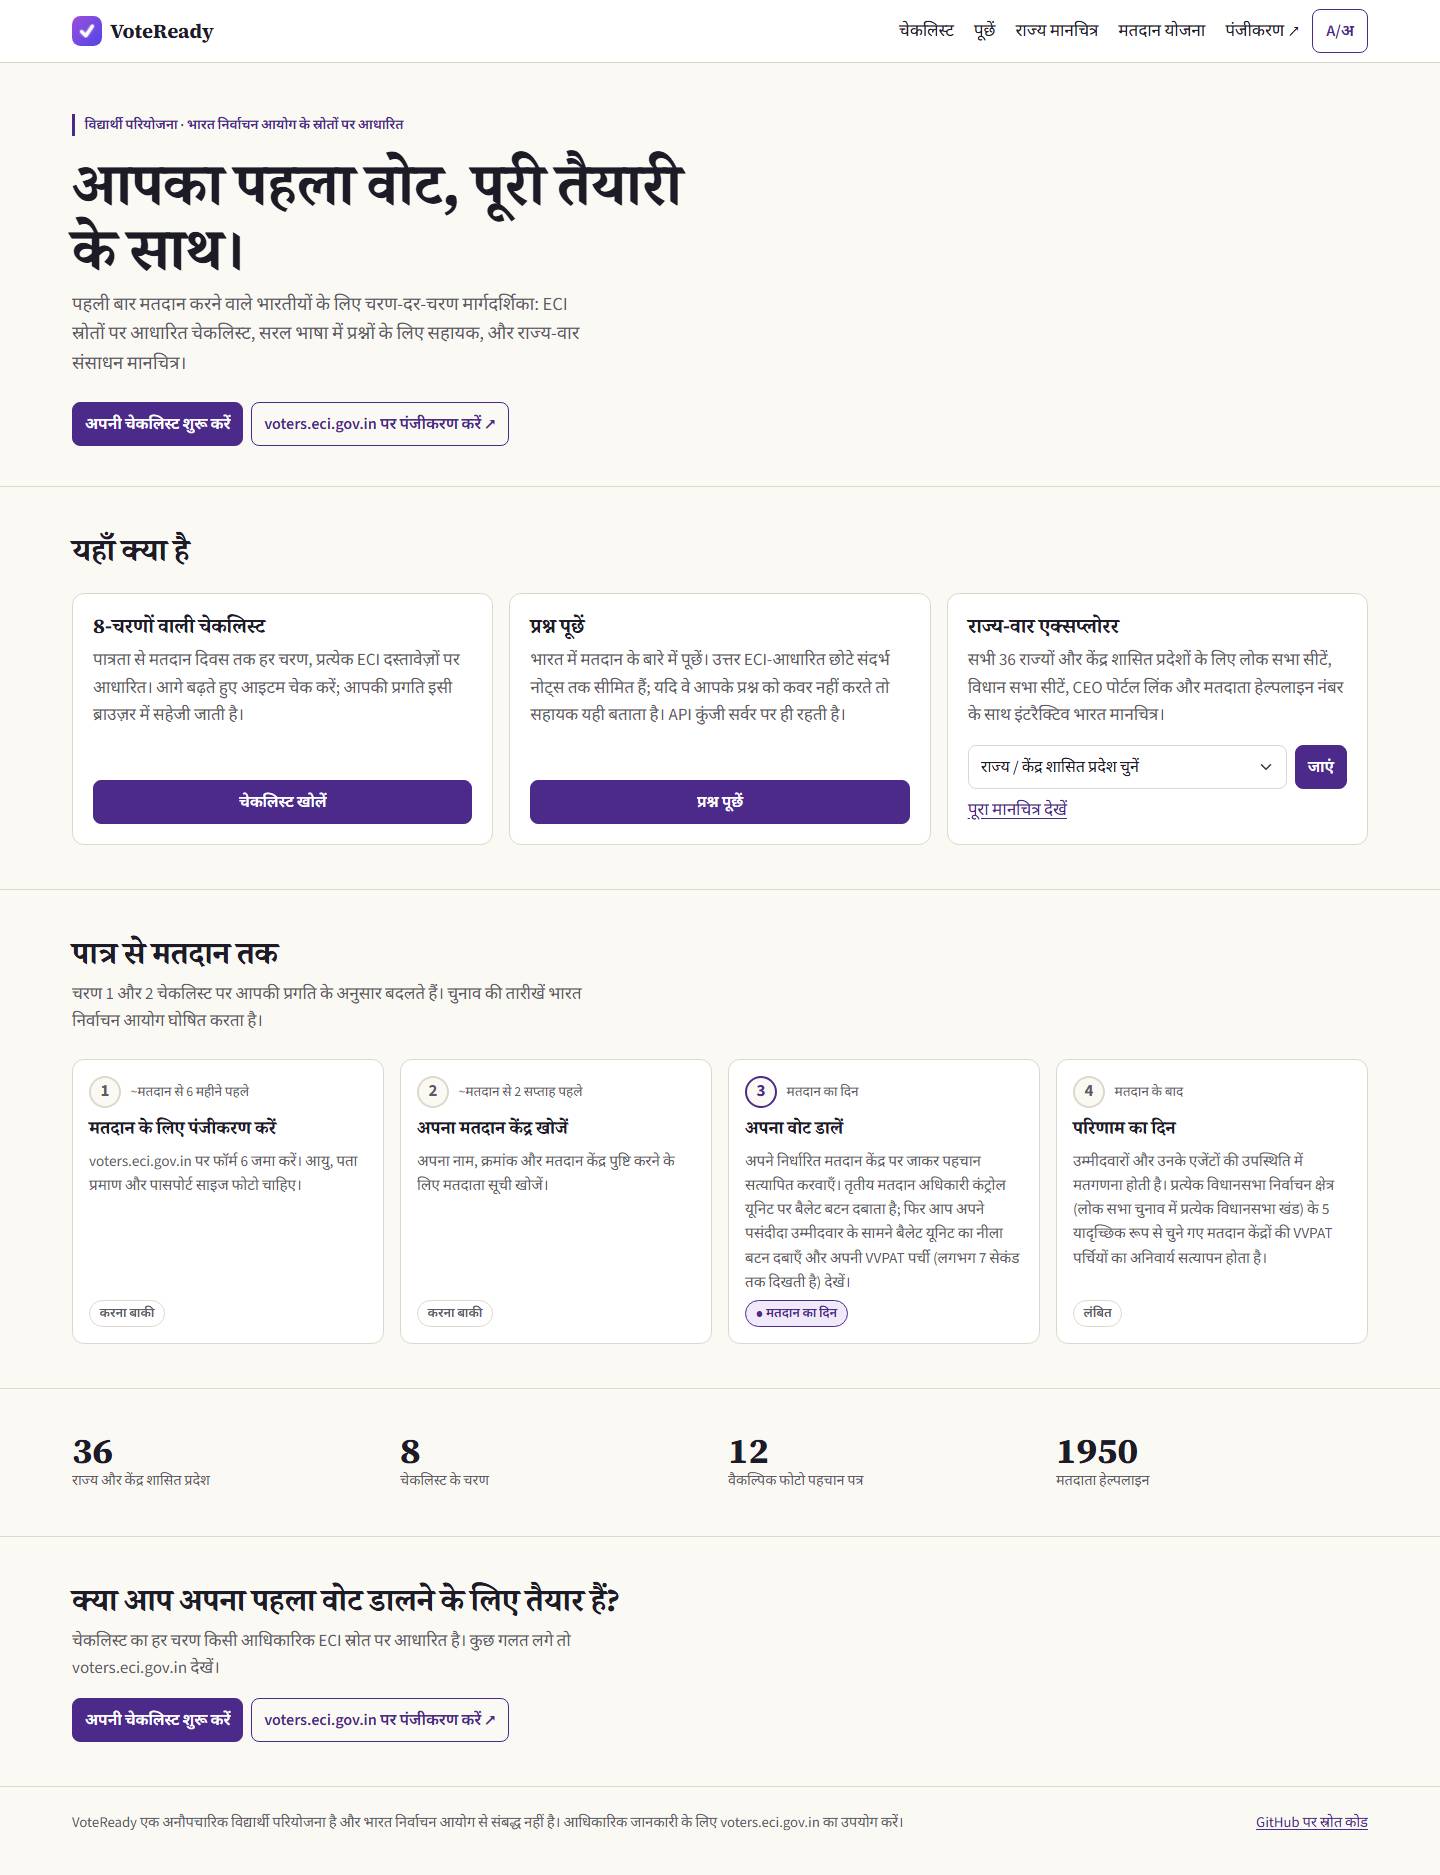 VoteReady
चेकलिस्ट
पूछें
राज्य मानचित्र
मतदान योजना
पंजीकरण ↗
A/अ
विद्यार्थी परियोजना · भारत निर्वाचन आयोग के स्रोतों पर आधारित
आपका पहला वोट, पूरी तैयारी
के साथ।
पहली बार मतदान करने वाले भारतीयों के लिए चरण-दर-चरण मार्गदर्शिका: ECI
स्रोतों पर आधारित चेकलिस्ट, सरल भाषा में प्रश्नों के लिए सहायक, और राज्य-वार
संसाधन मानचित्र।
अपनी चेकलिस्ट शुरू करें
voters.eci.gov.in पर पंजीकरण करें ↗
यहाँ क्या है
8-चरणों वाली चेकलिस्ट
पात्रता से मतदान दिवस तक हर चरण, प्रत्येक ECI दस्तावेज़ों पर
आधारित। आगे बढ़ते हुए आइटम चेक करें; आपकी प्रगति इसी
ब्राउज़र में सहेजी जाती है।
चेकलिस्ट खोलें
प्रश्न पूछें
भारत में मतदान के बारे में पूछें। उत्तर ECI-आधारित छोटे संदर्भ
नोट्स तक सीमित हैं; यदि वे आपके प्रश्न को कवर नहीं करते तो
सहायक यही बताता है। API कुंजी सर्वर पर ही रहती है।
प्रश्न पूछें
राज्य-वार एक्सप्लोरर
सभी 36 राज्यों और केंद्र शासित प्रदेशों के लिए लोक सभा सीटें,
विधान सभा सीटें, CEO पोर्टल लिंक और मतदाता हेल्पलाइन नंबर
के साथ इंटरैक्टिव भारत मानचित्र।
राज्य / केंद्र शासित प्रदेश चुनें
जाएं
पूरा मानचित्र देखें
पात्र से मतदान तक
चरण 1 और 2 चेकलिस्ट पर आपकी प्रगति के अनुसार बदलते हैं। चुनाव की तारीखें भारत
निर्वाचन आयोग घोषित करता है।
1 ~मतदान से 6 महीने पहले
मतदान के लिए पंजीकरण करें
voters.eci.gov.in पर फॉर्म 6 जमा करें। आयु, पता
प्रमाण और पासपोर्ट साइज फोटो चाहिए।
करना बाकी
2 ~मतदान से 2 सप्ताह पहले
अपना मतदान केंद्र खोजें
अपना नाम, क्रमांक और मतदान केंद्र पुष्टि करने के
लिए मतदाता सूची खोजें।
करना बाकी
3 मतदान का दिन
अपना वोट डालें
अपने निर्धारित मतदान केंद्र पर जाकर पहचान
सत्यापित करवाएँ। तृतीय मतदान अधिकारी कंट्रोल
यूनिट पर बैलेट बटन दबाता है; फिर आप अपने
पसंदीदा उम्मीदवार के सामने बैलेट यूनिट का नीला
बटन दबाएँ और अपनी VVPAT पर्ची (लगभग 7 सेकंड
तक दिखती है) देखें।
● मतदान का दिन
4 मतदान के बाद
परिणाम का दिन
उम्मीदवारों और उनके एजेंटों की उपस्थिति में
मतगणना होती है। प्रत्येक विधानसभा निर्वाचन क्षेत्र
(लोक सभा चुनाव में प्रत्येक विधानसभा खंड) के 5
यादृच्छिक रूप से चुने गए मतदान केंद्रों की VVPAT
पर्चियों का अनिवार्य सत्यापन होता है।
लंबित
36
राज्य और केंद्र शासित प्रदेश
8
चेकलिस्ट के चरण
12
वैकल्पिक फोटो पहचान पत्र
1950
मतदाता हेल्पलाइन
क्या आप अपना पहला वोट डालने के लिए तैयार हैं?
चेकलिस्ट का हर चरण किसी आधिकारिक ECI स्रोत पर आधारित है। कुछ गलत लगे तो
voters.eci.gov.in देखें।
अपनी चेकलिस्ट शुरू करें
voters.eci.gov.in पर पंजीकरण करें ↗
VoteReady एक अनौपचारिक विद्यार्थी परियोजना है और भारत निर्वाचन आयोग से संबद्ध नहीं है। आधिकारिक जानकारी के लिए voters.eci.gov.in का उपयोग करें।
GitHub पर स्रोत कोड